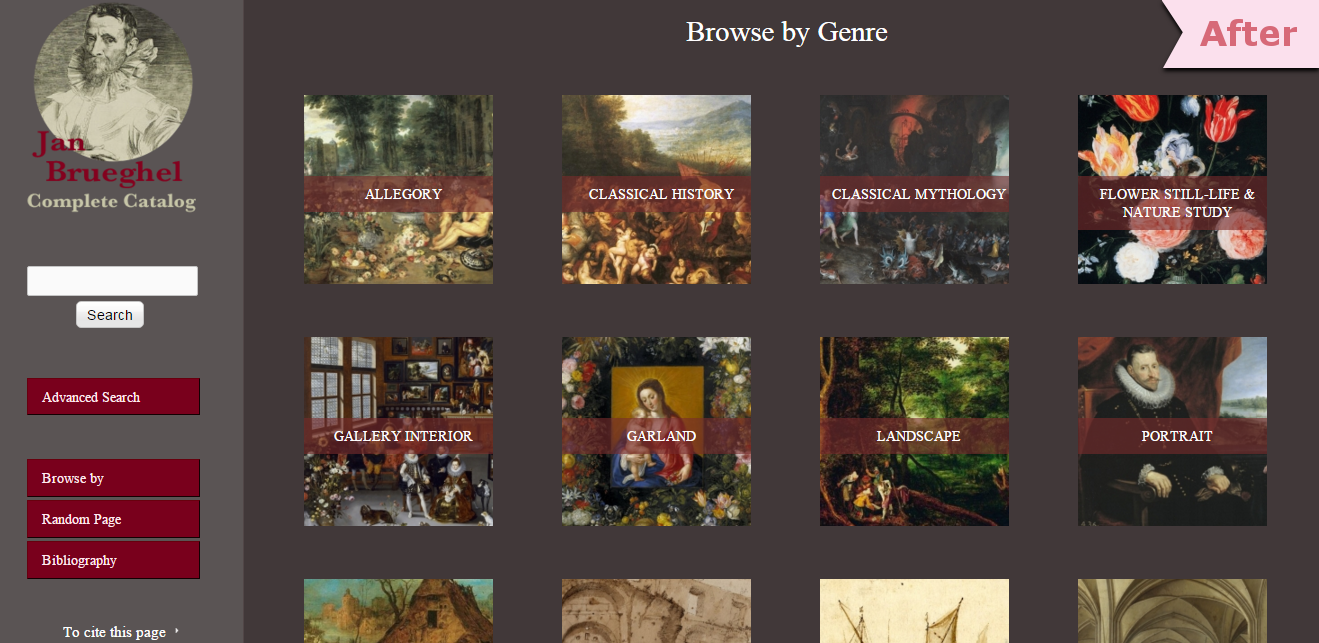 Jan
Brueghel
Complete Catalog
Search
Advanced Search
Browse by
Random Page
Bibliography
To cite this page
Browse by Genre
After
ALLEGORY
CLASSICAL HISTORY
CLASSICAL MYTHOLOGY
FLOWER STILL-LIFE &
NATURE STUDY
GALLERY INTERIOR
GARLAND
LANDSCAPE
PORTRAIT